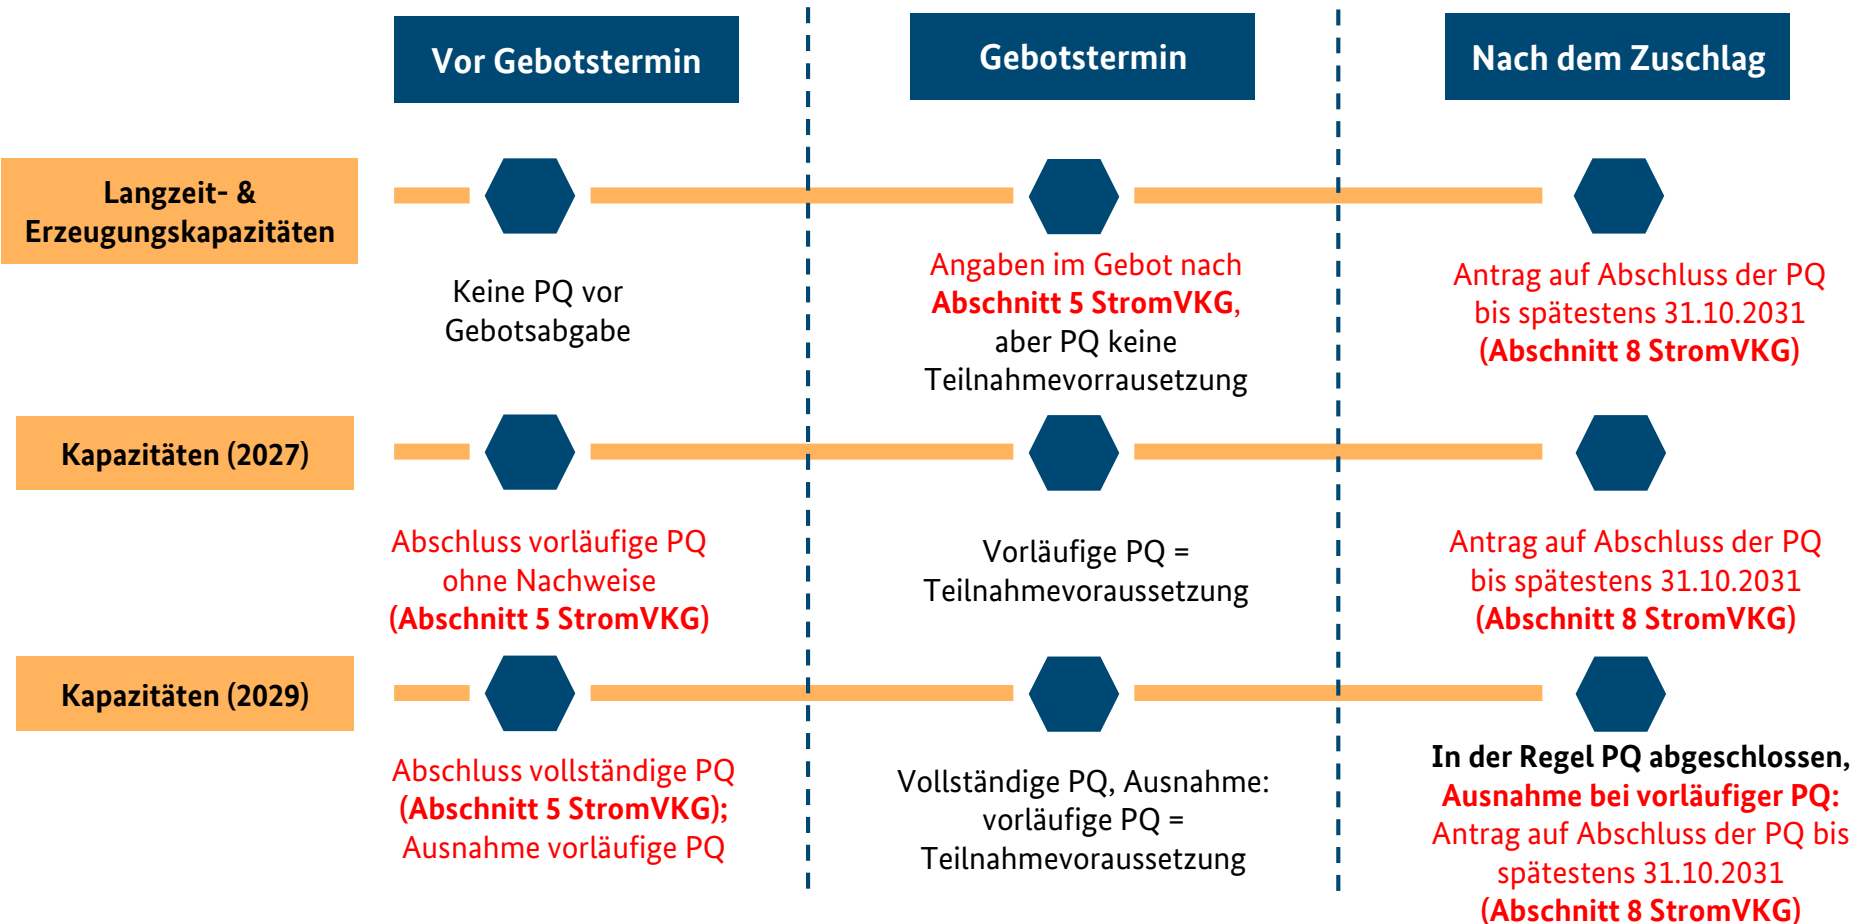 Vor Gebotstermin
Gebotstermin
Nach dem Zuschlag
Langzeit- &
Erzeugungskapazitäten
Keine PQ vor
Gebotsabgabe
Angaben im Gebot nach
Abschnitt 5 StromVKG,
aber PQ keine
Teilnahmevorrausetzung
Antrag auf Abschluss der PQ
bis spätestens 31.10.2031
(Abschnitt 8 StromVKG)
Kapazitäten (2027)
Abschluss vorläufige PQ
ohne Nachweise
(Abschnitt 5 StromVKG)
Vorläufige PQ =
Teilnahmevoraussetzung
Antrag auf Abschluss der PQ
bis spätestens 31.10.2031
(Abschnitt 8 StromVKG)
Kapazitäten (2029)
Abschluss vollständige PQ
(Abschnitt 5 StromVKG);
Ausnahme vorläufige PQ
Vollständige PQ, Ausnahme:
vorläufige PQ =
Teilnahmevoraussetzung
In der Regel PQ abgeschlossen,
Ausnahme bei vorläufiger PQ:
Antrag auf Abschluss der PQ bis
spätestens 31.10.2031
(Abschnitt 8 StromVKG)